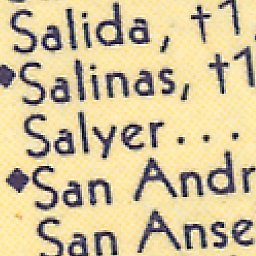 Salida, †1
◆Salinas, †1
Salyer...
◆San Andr
San Anse